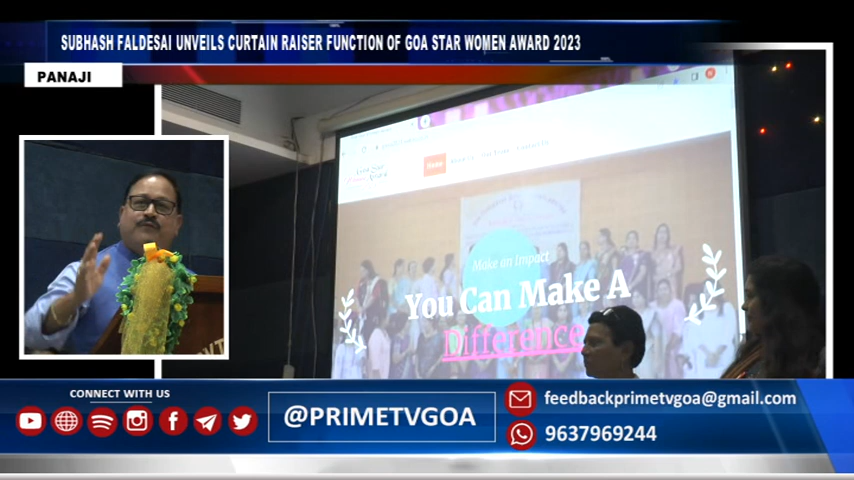 SUBHASH FALDESAI UNVEILS CURTAIN RAISER FUNCTION OF GOA STAR WOMEN AWARD 2023
PANAJI
Home
Make an Impact
You Can Make A
Difference
CONNECT WITH US
@PRIMETVGOA
feedbackprimetvgoa@gmail.com
9637969244